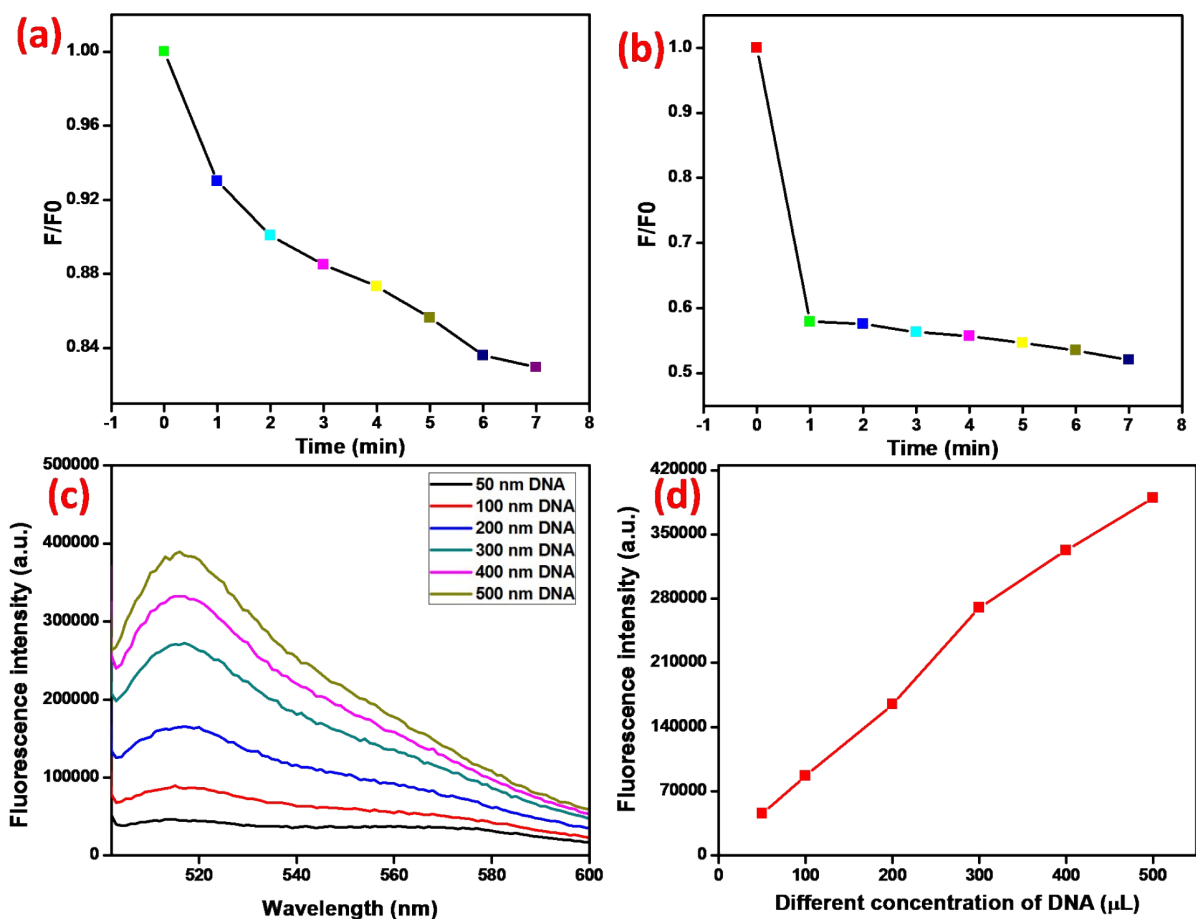 (a)
1.00
0.96
0.92
0.88
0.84
F/F0
-1 0 1 2 3 4 5 6 7 8
Time (min)
(b)
1.0
0.9
0.8
0.7
0.6
0.5
F/F0
-1 0 1 2 3 4 5 6 7 8
Time (min)
(c)
500000
400000
300000
200000
100000
0
Fluorescence intensity (a.u.)
50 nm DNA
100 nm DNA
200 nm DNA
300 nm DNA
400 nm DNA
500 nm DNA
520 540 560 580 600
Wavelength (nm)
(d)
420000
350000
280000
210000
140000
70000
0
Fluorescence intensity (a.u.)
100 200 300 400 500
Different concentration of DNA (μL)